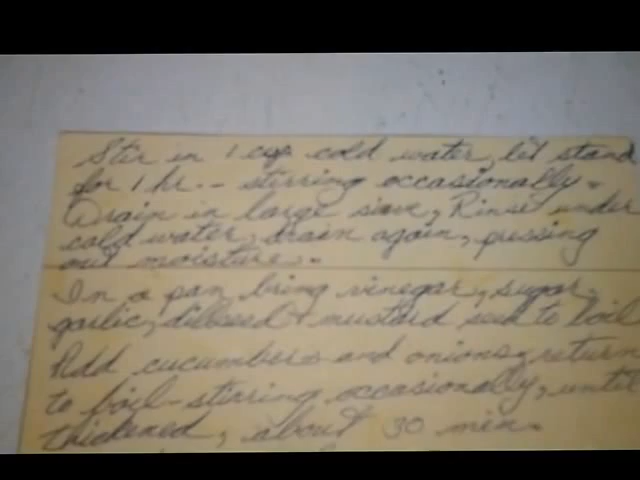 Stir in 1 cup cold water, let stand
for 1 hr. - stirring occasionally.
Drain in large sieve, Rinse under
cold water, drain again, pressing
out moisture.
In a pan, bring vinegar, sugar,
garlic, dillseed + mustard seed to boil
Add cucumbers and onions, return
to boil - stirring occasionally, until
thickened, about 30 min.